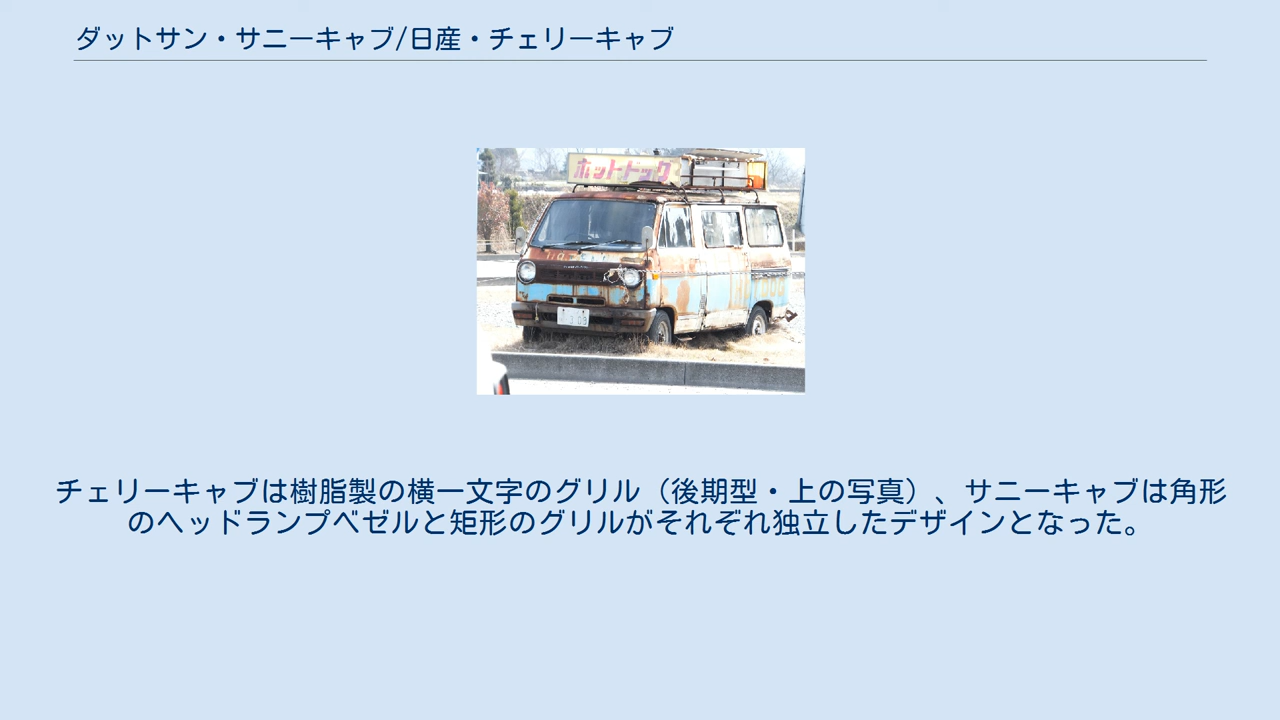 ダットサン・サニーキャブ/日産・チェリーキャブ
ホットドック
チェリーキャブは樹脂製の横一文字のグリル（後期型・上の写真）、サニーキャブは角形
のヘッドランプベゼルと矩形のグリルがそれぞれ独立したデザインとなった。